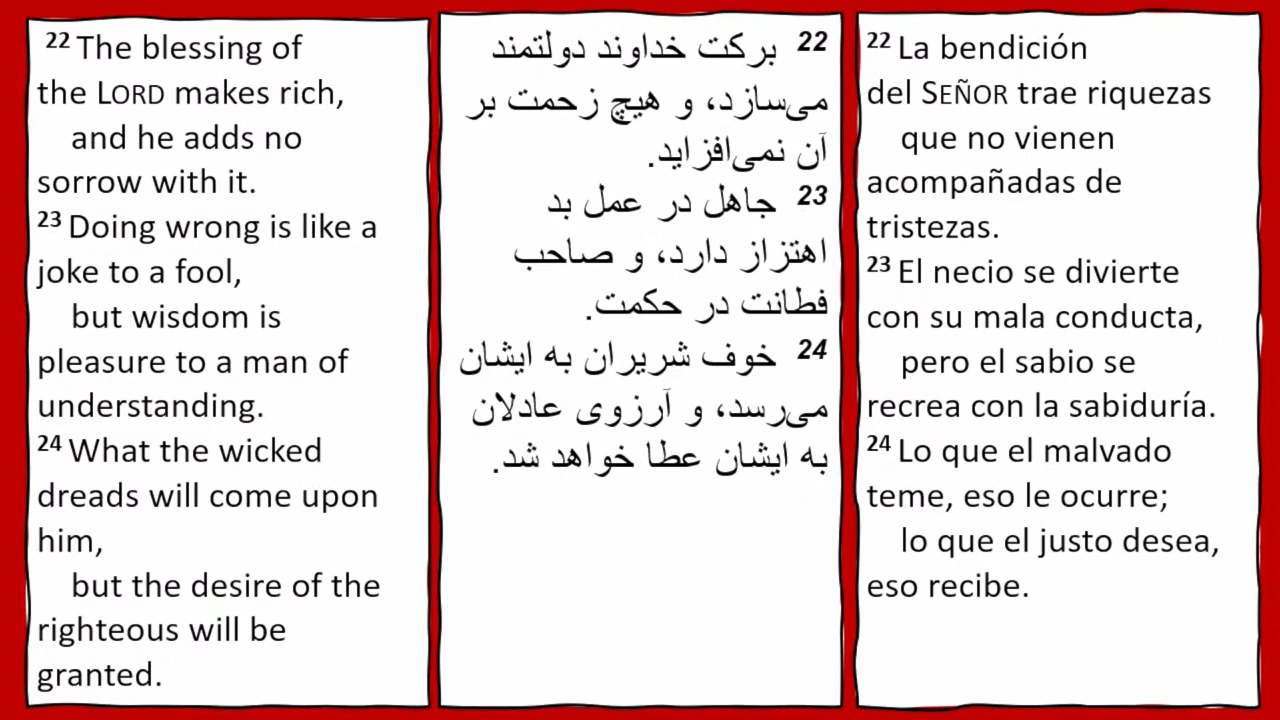 22 The blessing of
the LORD makes rich,
and he adds no
sorrow with it.
23 Doing wrong is like a
joke to a fool,
but wisdom is
pleasure to a man of
understanding.
24 What the wicked
dreads will come upon
him,
but the desire of the
righteous will be
granted.
22 برکت خداوند دولتمند
می‌سازد، و هیچ زحمت بر
آن نمی‌افزاید.
23 جاهل در عمل بد
اهتزاز دارد، و صاحب
فطانت در حکمت.
24 خوف شریران به ایشان
می‌رسد، و آرزوی عادلان
به ایشان عطا خواهد شد.
22 La bendición
del SEÑOR trae riquezas
que no vienen
acompañadas de
tristezas.
23 El necio se divierte
con su mala conducta,
pero el sabio se
recrea con la sabiduría.
24 Lo que el malvado
teme, eso le ocurre;
lo que el justo desea,
eso recibe.